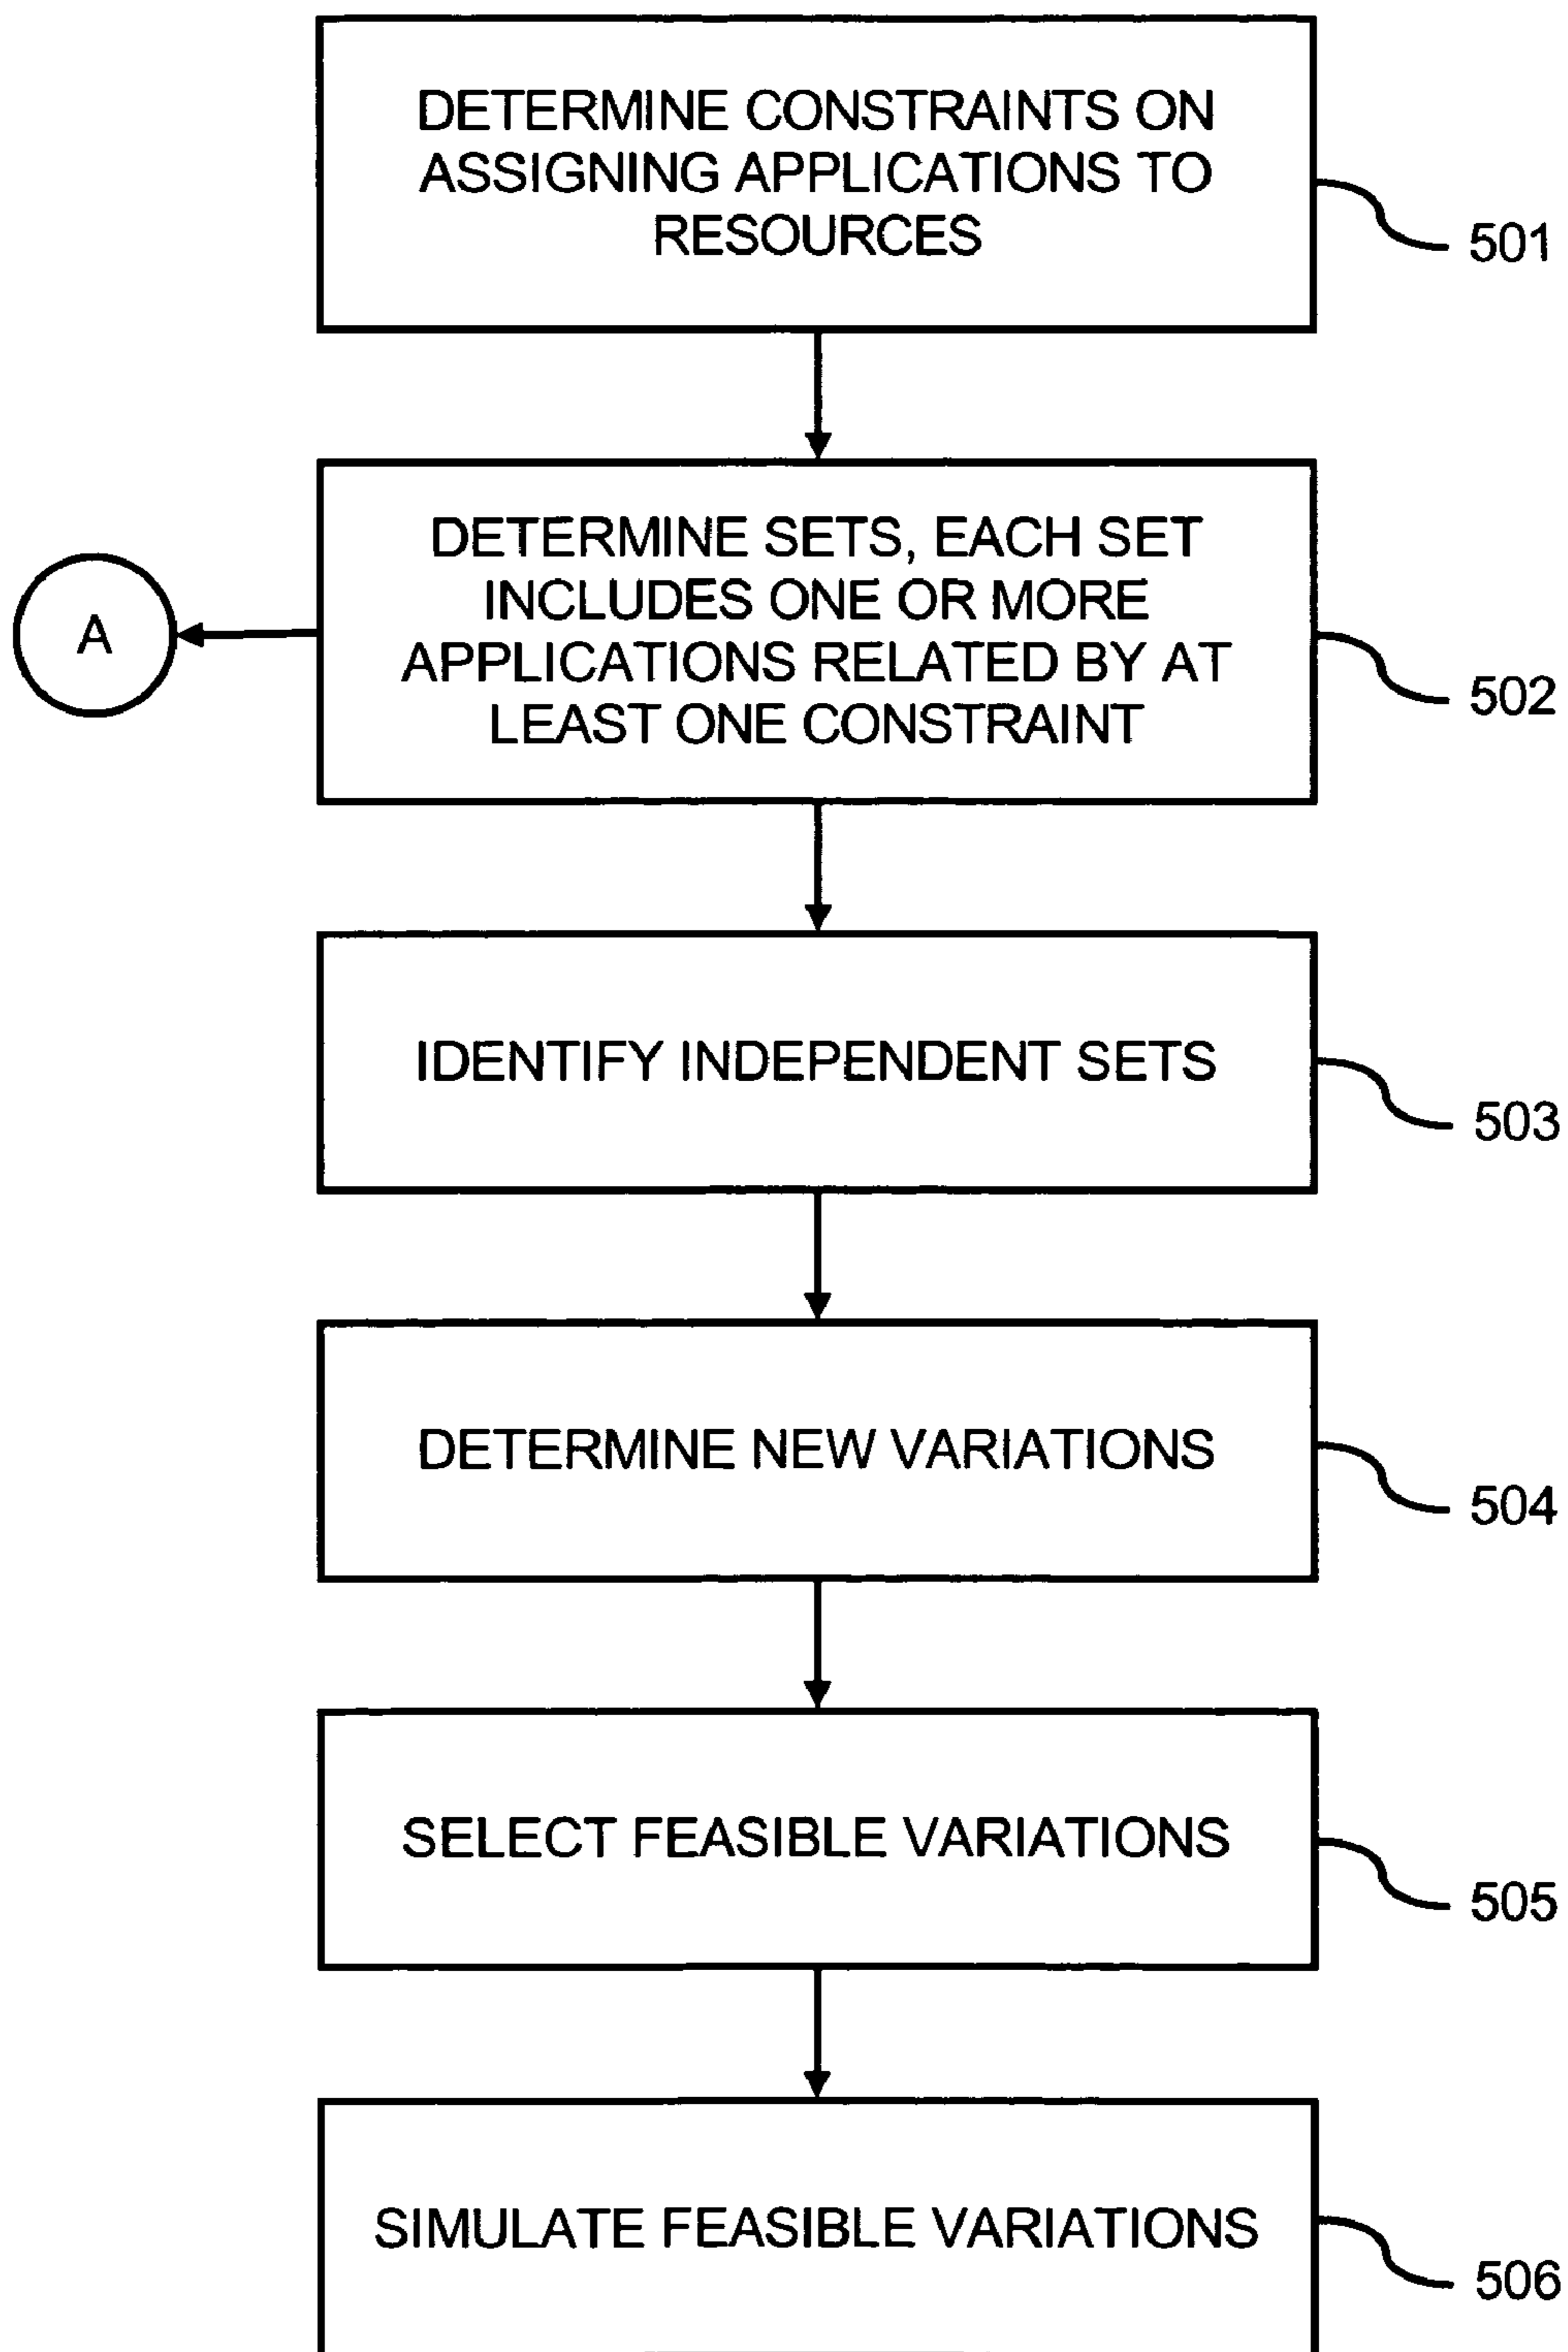 DETERMINE CONSTRAINTS ON
ASSIGNING APPLICATIONS TO
RESOURCES
501
DETERMINE SETS, EACH SET
INCLUDES ONE OR MORE
APPLICATIONS RELATED BY AT
LEAST ONE CONSTRAINT
A
502
IDENTIFY INDEPENDENT SETS
503
DETERMINE NEW VARIATIONS
504
SELECT FEASIBLE VARIATIONS
505
SIMULATE FEASIBLE VARIATIONS
506